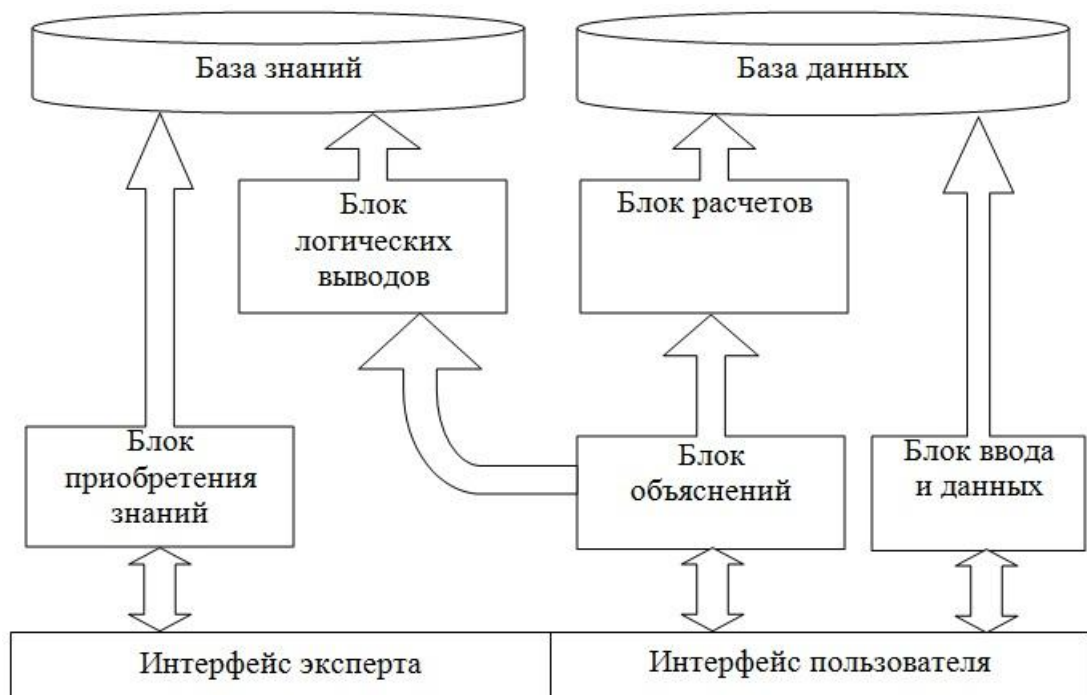 База знаний
База данных
Блок
логических
выводов
Блок расчетов
Блок
приобретения
знаний
Блок
объяснений
Блок ввода
и данных
Интерфейс эксперта
Интерфейс пользователя